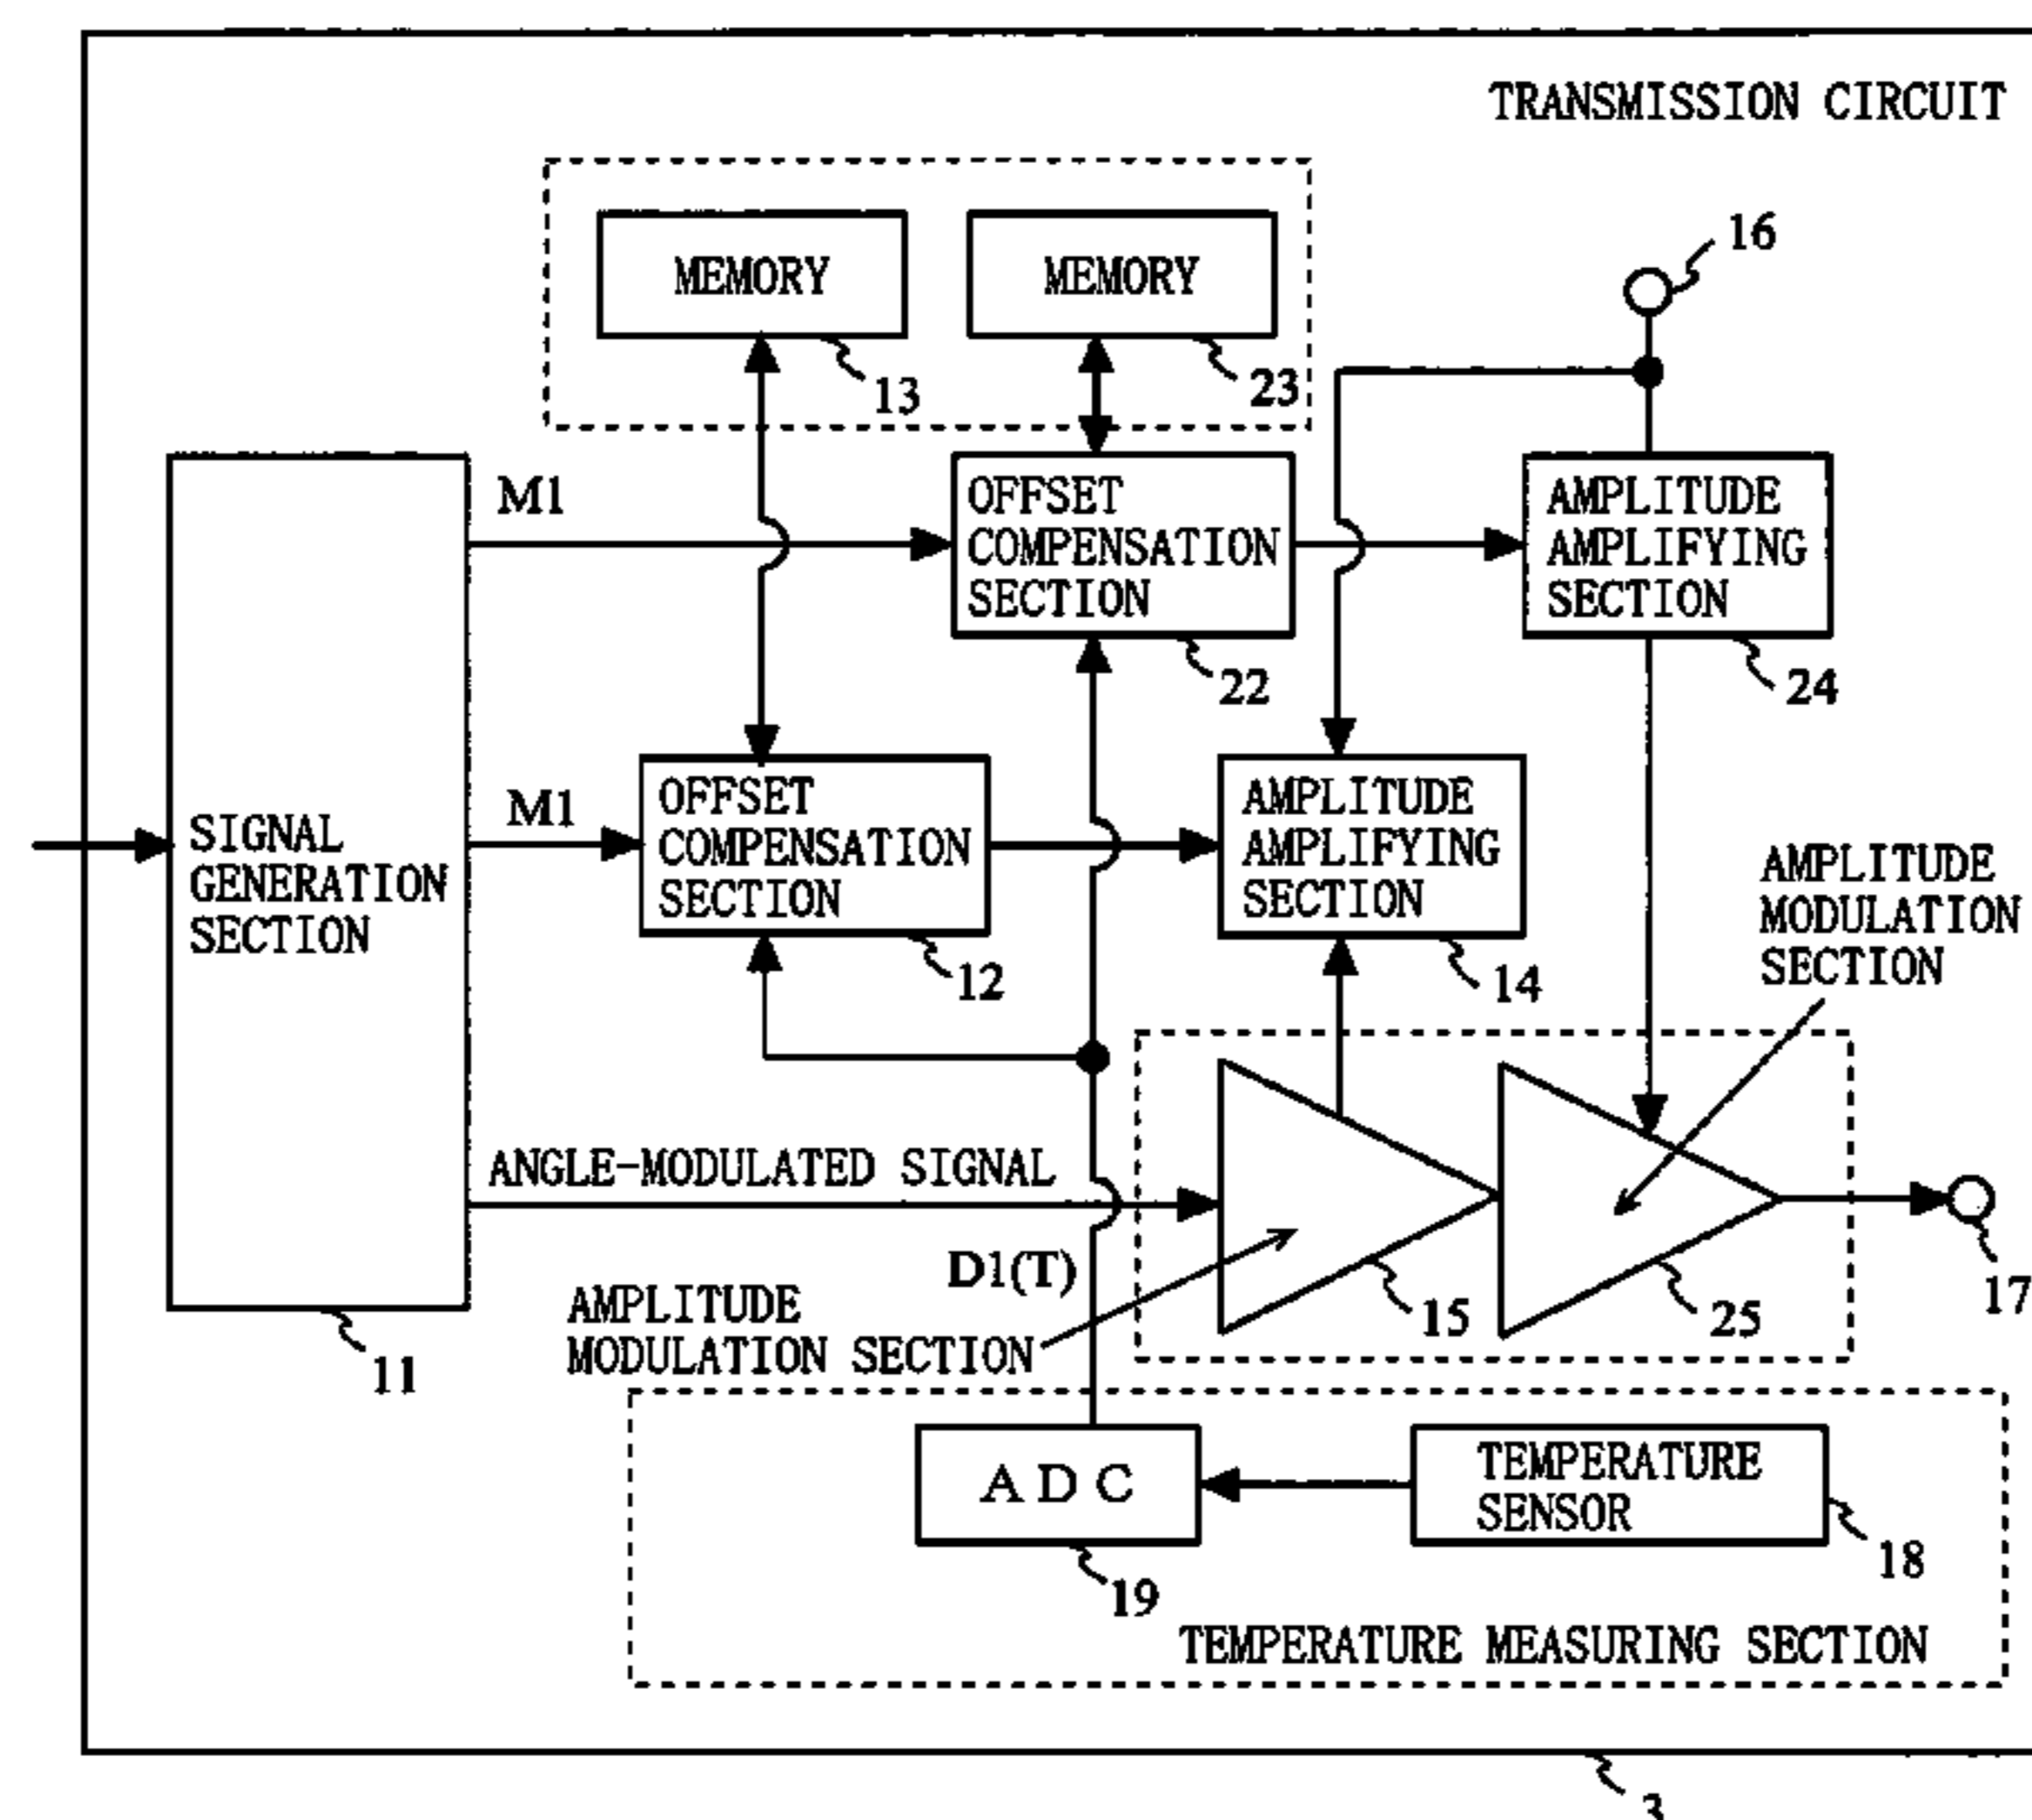 TRANSMISSION CIRCUIT
MEMORY
MEMORY
16
13
23
M1
OFFSET
COMPENSATION
SECTION
AMPLITUDE
AMPLIFYING
SECTION
22
24
M1
OFFSET
COMPENSATION
SECTION
AMPLITUDE
AMPLIFYING
SECTION
SIGNAL
GENERATION
SECTION
AMPLITUDE
MODULATION
SECTION
12
14
ANGLE-MODULATED SIGNAL
D1(T)
AMPLITUDE
MODULATION SECTION
15
25
17
11
ADC
TEMPERATURE
SENSOR
19
18
TEMPERATURE MEASURING SECTION
3